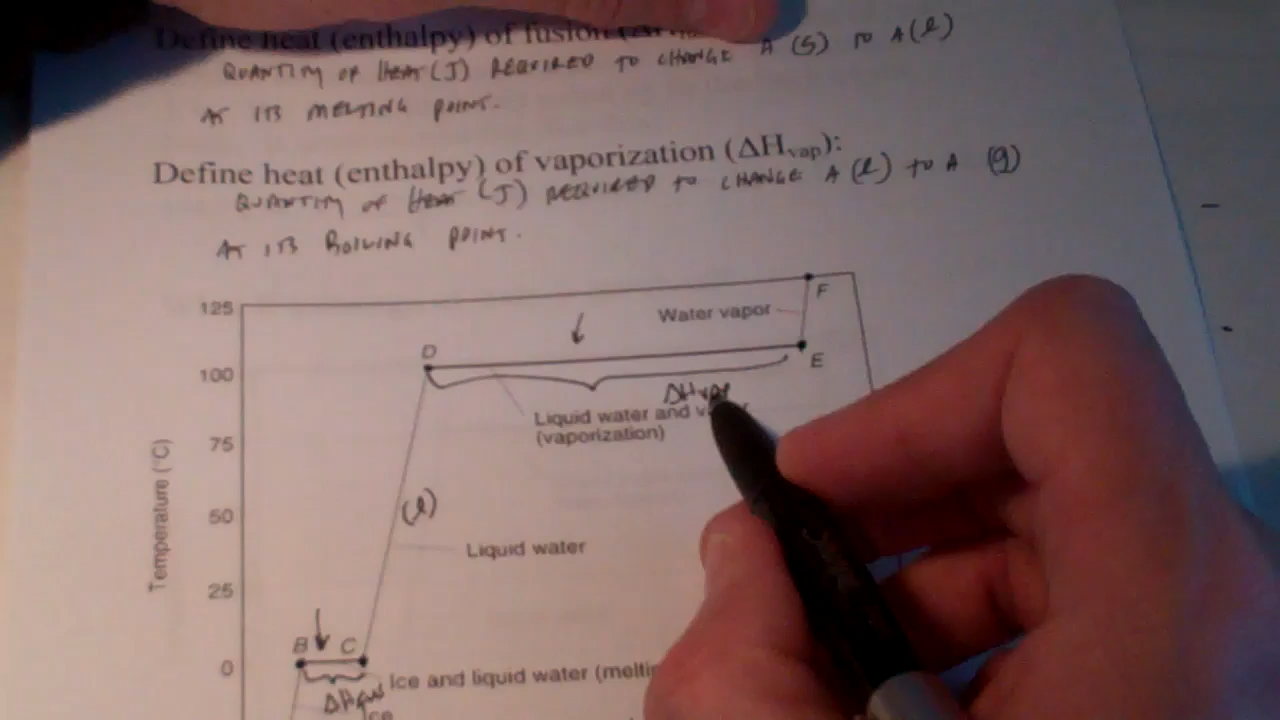 Define heat (enthalpy) of fusion
QUANTITY OF HEAT (J) REQUIRED TO CHANGE A (S) TO A (l)
AT ITS MELTING POINT.
Define heat (enthalpy) of vaporization (ΔHvap):
QUANTITY OF HEAT (J) REQUIRED TO CHANGE A (l) TO A (g)
AT ITS BOILING POINT.
125
Water vapor
F
D
E
100
ΔHvap
Liquid water and
(vaporization)
75
Temperature (°C)
50
(l)
Liquid water
25
B C
0
Ice and liquid water
ΔHfus